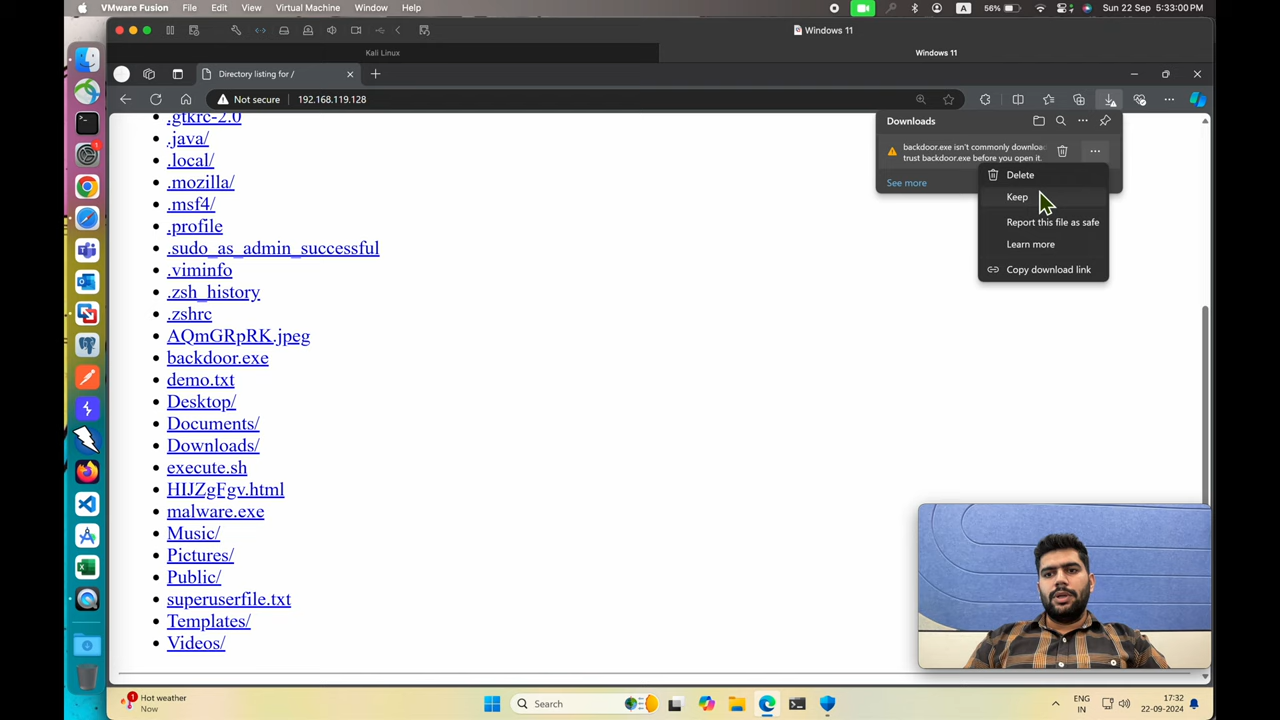 VMware Fusion File Edit View Virtual Machine Window Help
A 56% Sun 22 Sep 5:33:00 PM
Windows 11
Kali Linux
Windows 11
Directory listing for /
Not secure 192.168.119.128
Downloads
backdoor.exe isn't commonly downloa
trust backdoor.exe before you open it.
See more
Delete
Keep
Report this file as safe
Learn more
Copy download link
.gtkrc-2.0
.java/
.local/
.mozilla/
.msf4/
.profile
.sudo_as_admin_successful
.viminfo
.zsh_history
.zshrc
AQmGRpRK.jpeg
backdoor.exe
demo.txt
Desktop/
Documents/
Downloads/
execute.sh
HIJZgFgv.html
malware.exe
Music/
Pictures/
Public/
superuserfile.txt
Templates/
Videos/
1
Hot weather
Now
Search
ENG
IN
17:32
22-09-2024